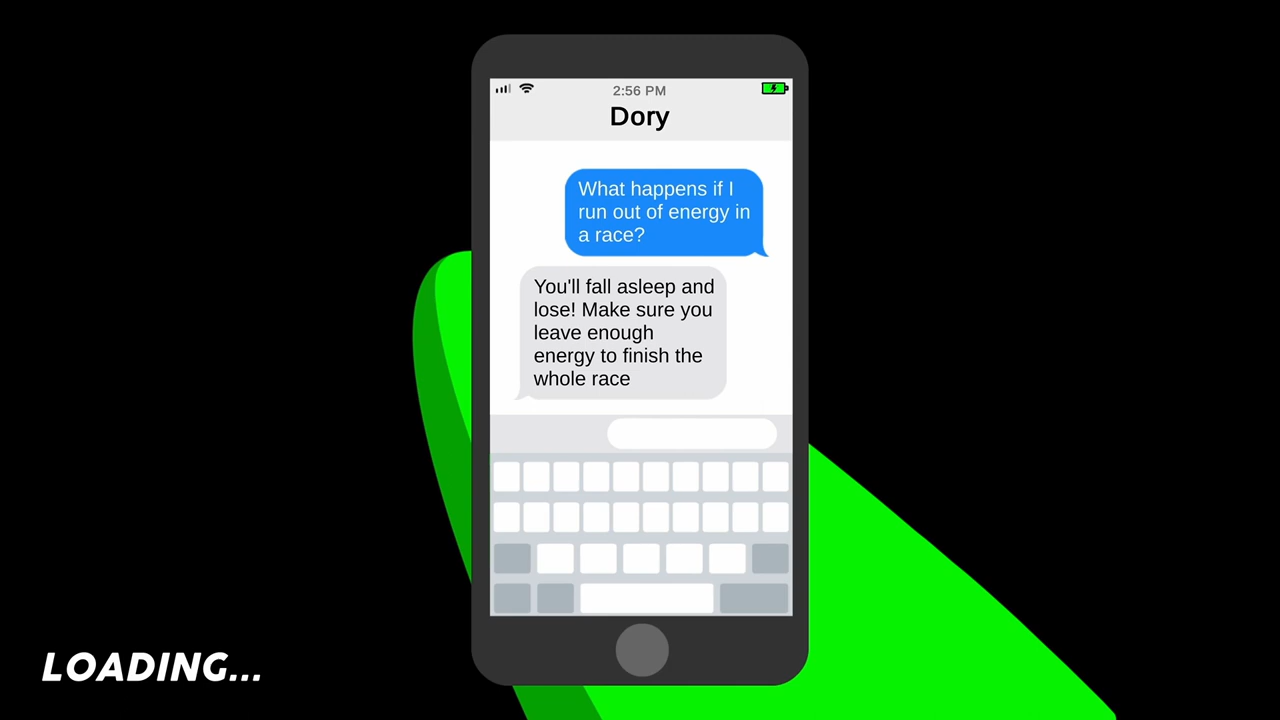 2:56 PM
Dory
What happens if I
run out of energy in
a race?
You'll fall asleep and
lose! Make sure you
leave enough
energy to finish the
whole race
LOADING...